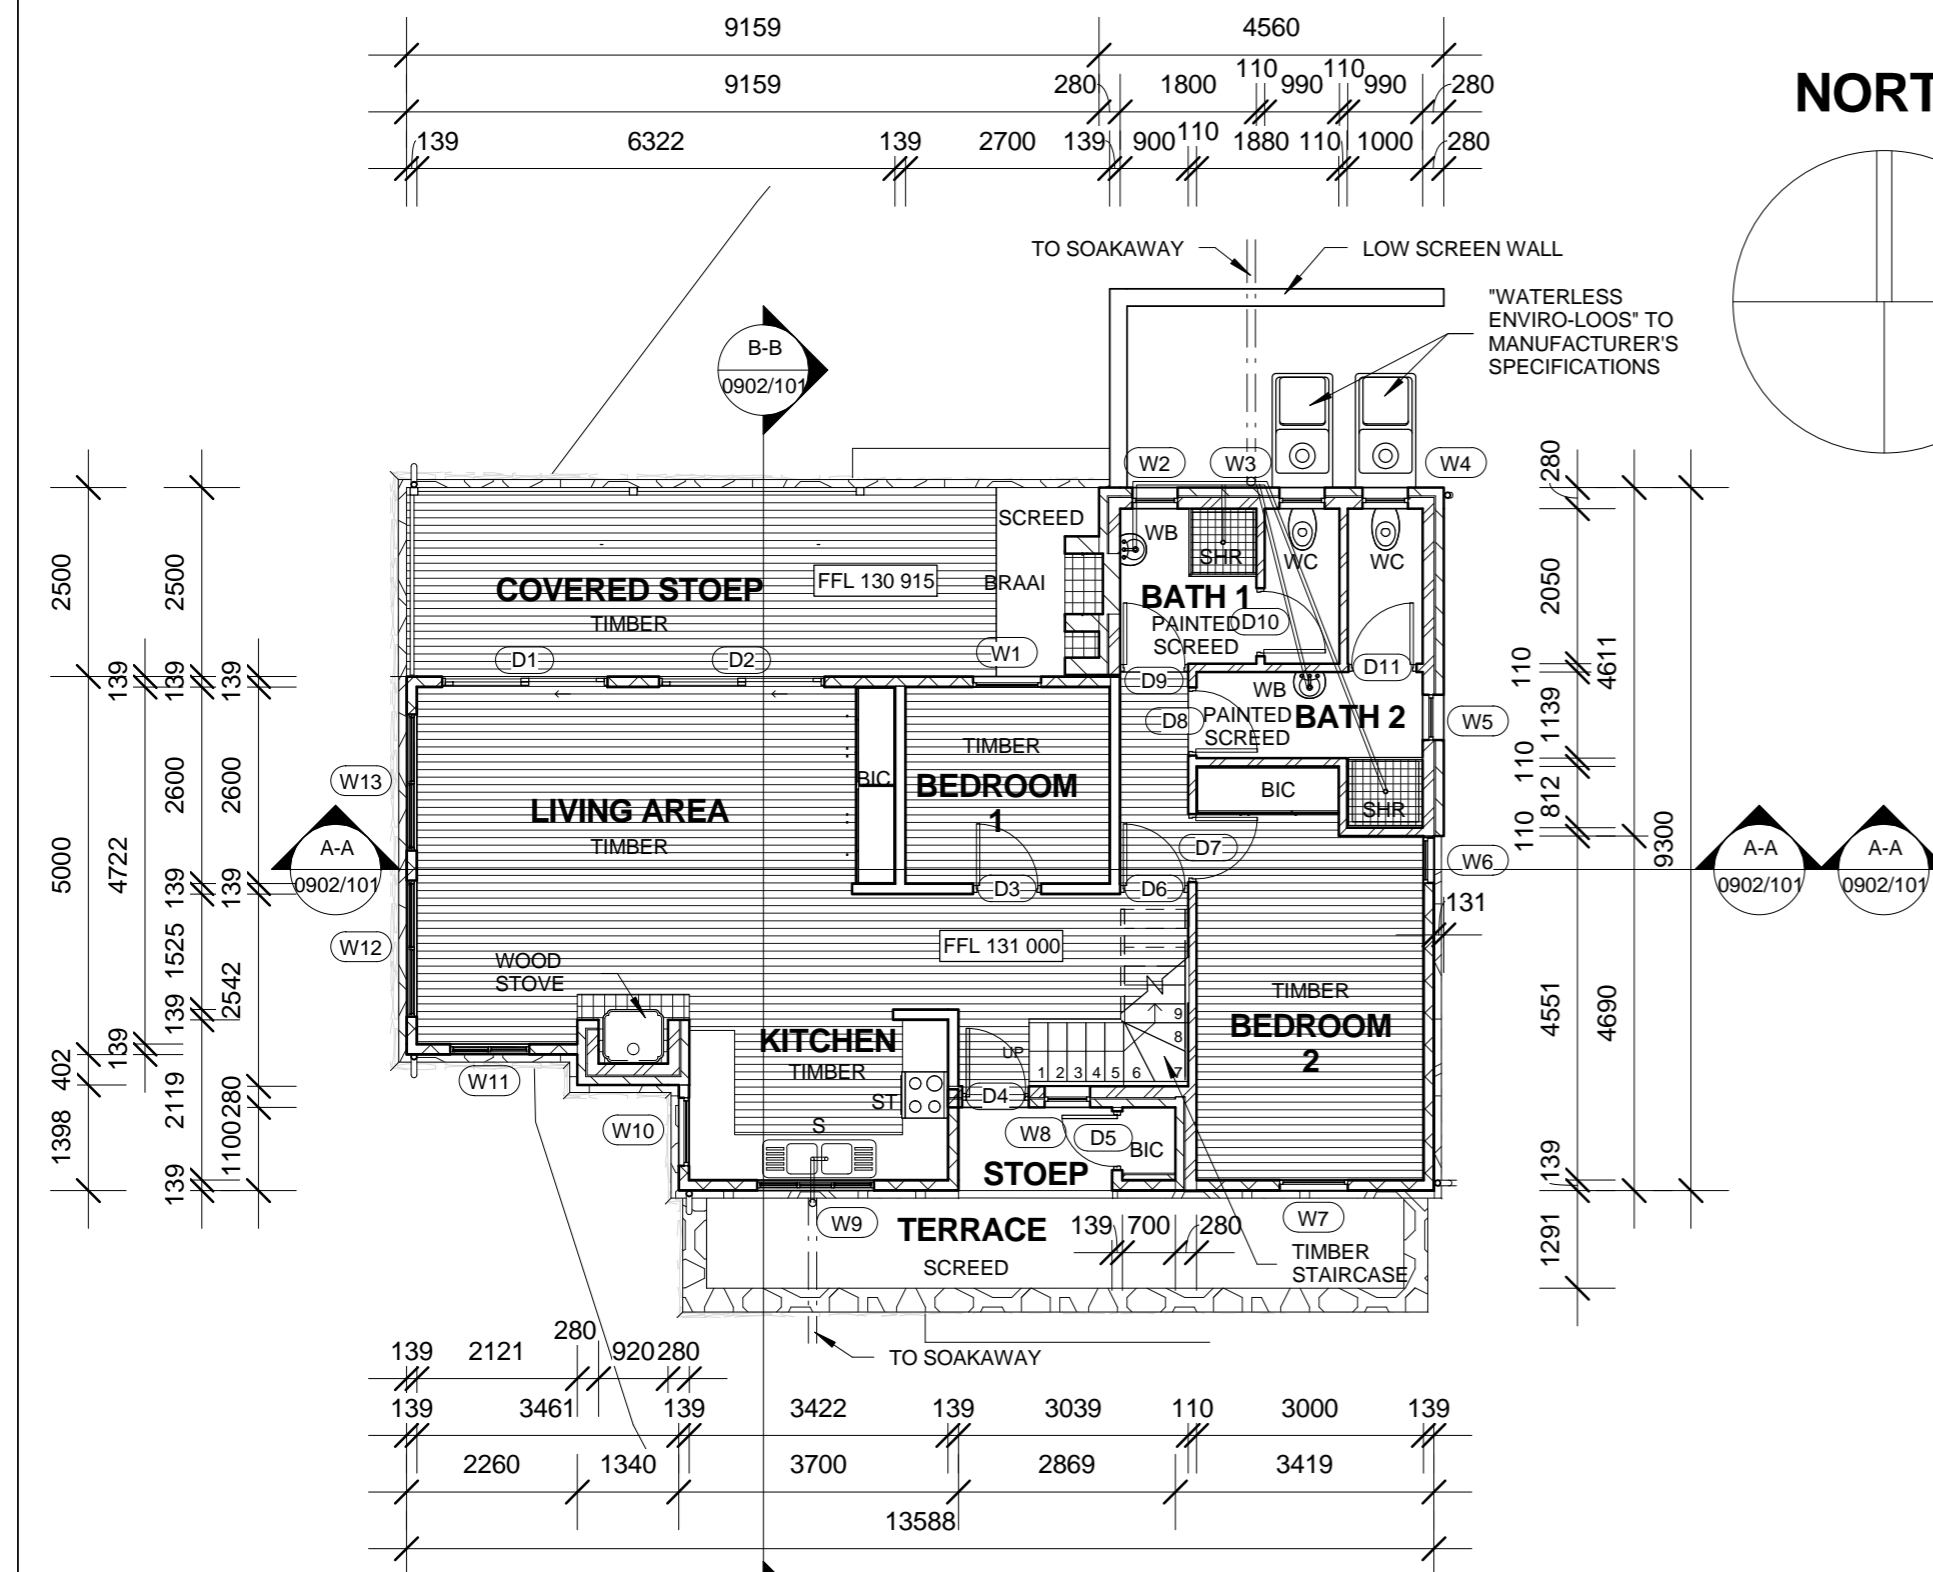 9159
4560
9159
280
1800
110
990
110
990
280
139
6322
139
2700
139
900
110
1880
110
1000
280
NORT
TO SOAKAWAY
LOW SCREEN WALL
"WATERLESS
ENVIRO-LOOS" TO
MANUFACTURER'S
SPECIFICATIONS
B-B
0902/101
W2
W3
W4
SCREED
WB
SHR
WC
WC
COVERED STOEP
TIMBER
FFL 130 915
BRAAI
BATH 1
PAINTED
SCREED
D10
D1
D2
W1
D9
D11
WB
D8
PAINTED
SCREED
BATH 2
W5
TIMBER
BEDROOM
1
BIC
BIC
SHR
W13
LIVING AREA
TIMBER
A-A
0902/101
D7
W6
A-A
0902/101
A-A
0902/101
D3
D6
131
W12
WOOD
STOVE
FFL 131 000
TIMBER
BEDROOM
2
KITCHEN
TIMBER
UP
1
2
3
4
5
6
7
8
9
W11
ST
D4
W10
S
W8
D5
BIC
STOEP
W9
TERRACE
SCREED
139
700
280
W7
TIMBER
STAIRCASE
TO SOAKAWAY
2500
5000
402
1398
139
4722
139
2500
139
2600
139
1525
139
2119
139
139
2600
139
2542
280
1100
280
2050
110
1139
110
812
110
4551
139
1291
4611
4690
9300
139
2121
280
920
280
139
3461
139
3422
139
3039
110
3000
139
2260
1340
3700
2869
3419
13588